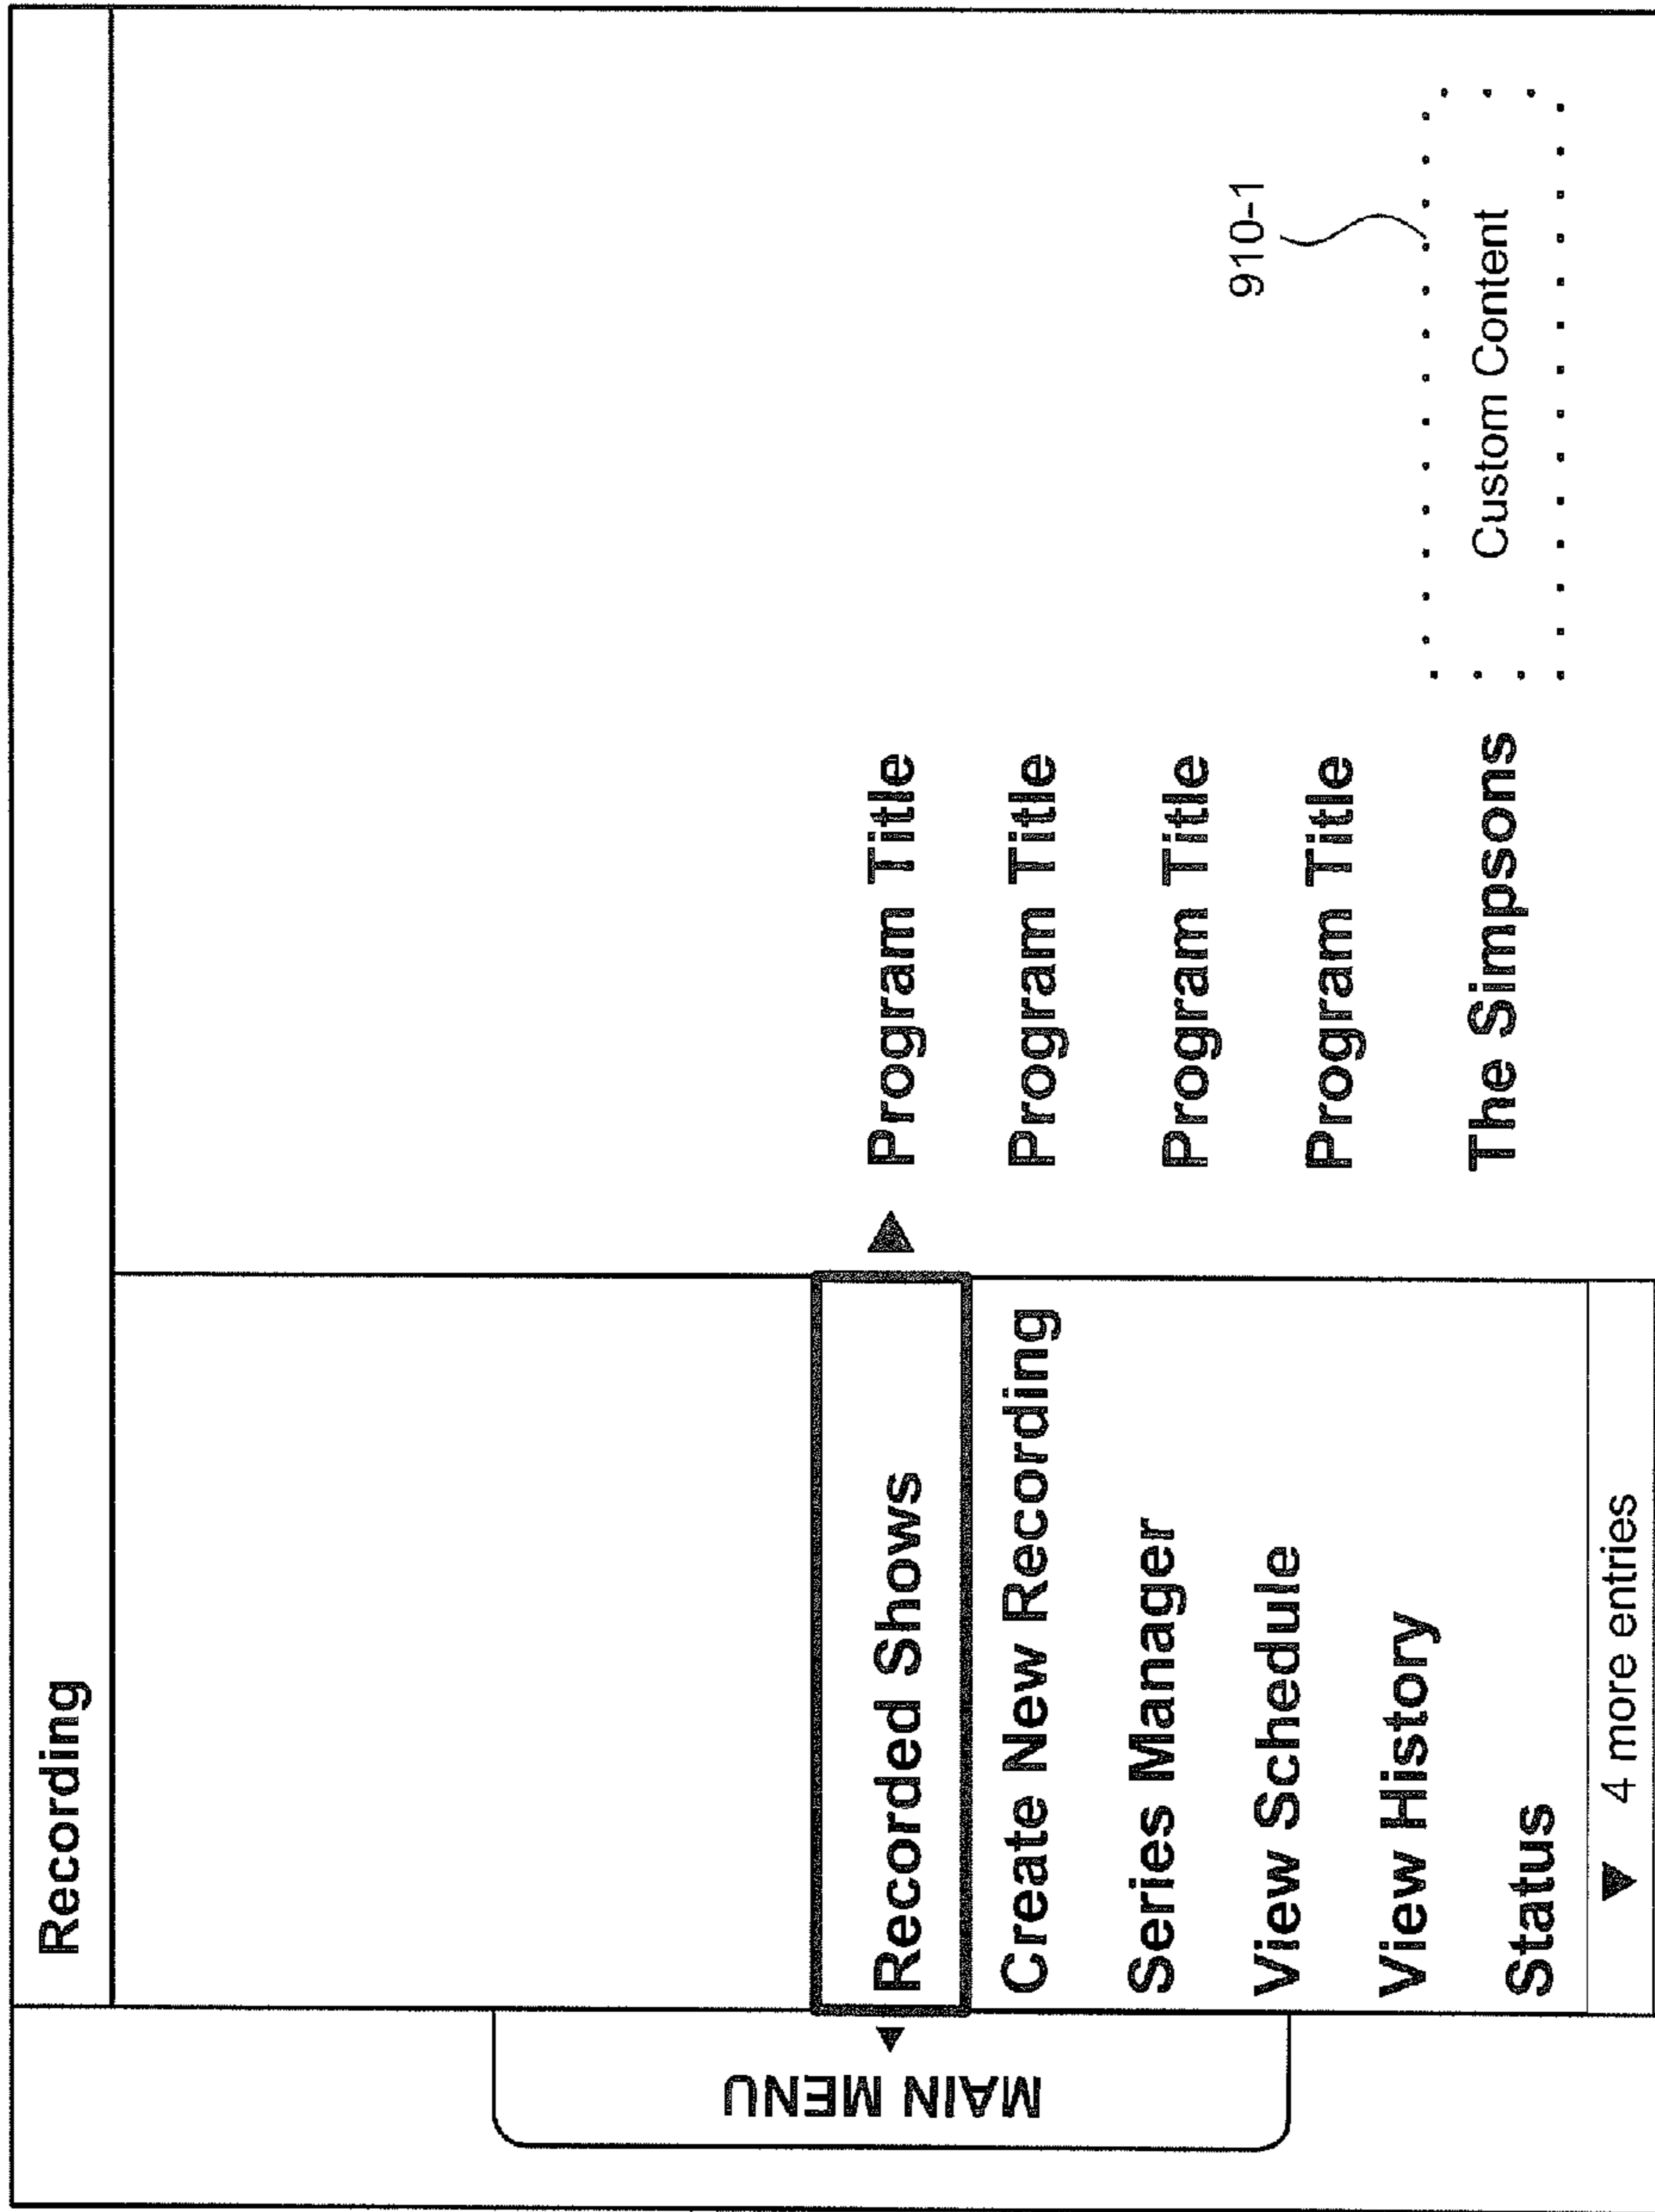 Recording
MAIN MENU
Recorded Shows
Create New Recording
Series Manager
View Schedule
View History
Status
4 more entries
Program Title
Program Title
Program Title
Program Title
The Simpsons
Custom Content
910-1